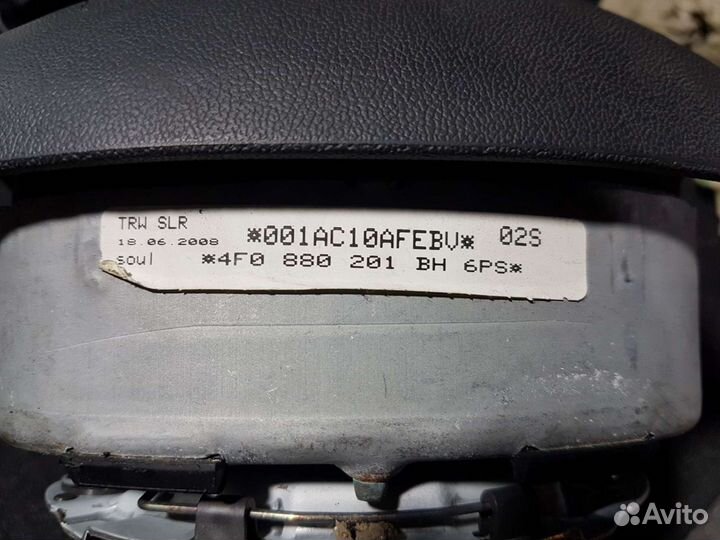 TRW SLR
18.06.2008 *001AC10AFEBV* 02S
soul *4F0 880 201 BH 6PS*
Avito